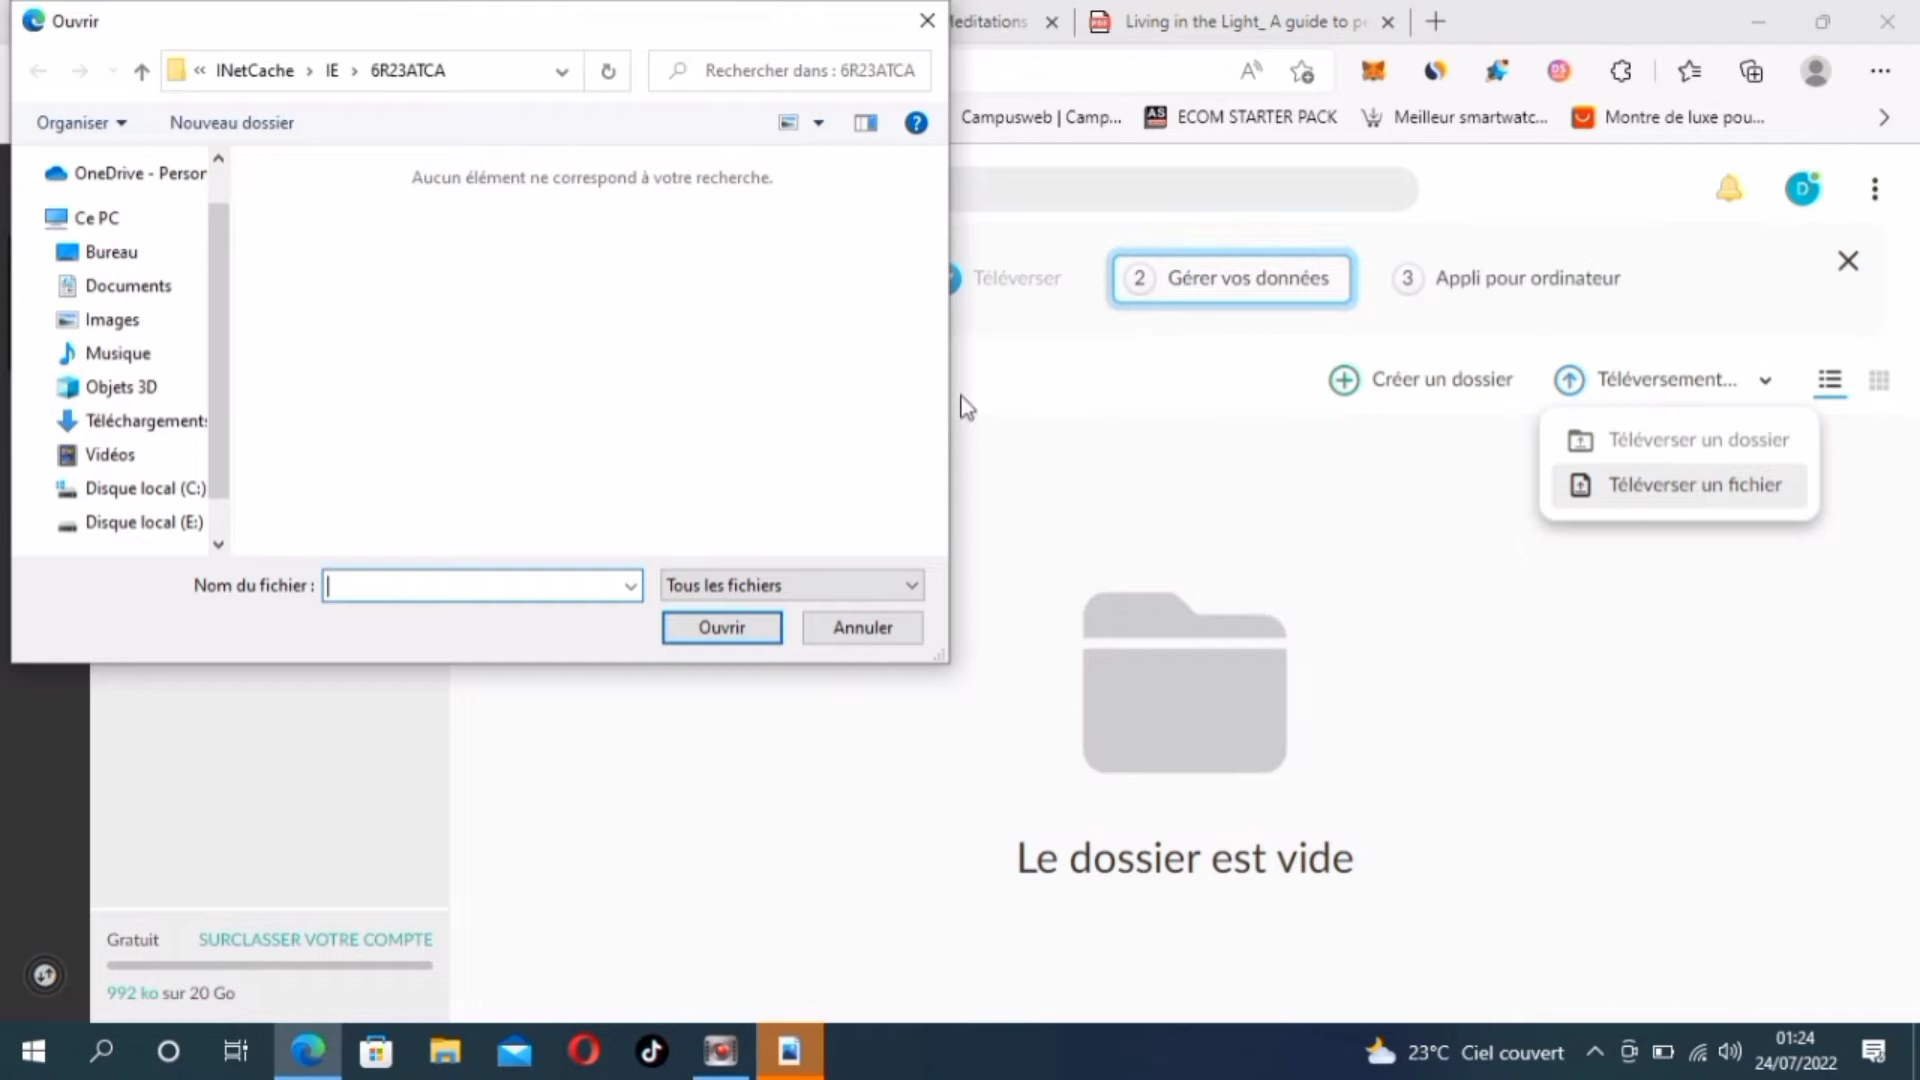 Ouvrir
editations
Living in the Light_ A guide to pe
« INetCache › IE › 6R23ATCA
Rechercher dans : 6R23ATCA
Organiser
Nouveau dossier
Campusweb | Camp...
AS
ECOM STARTER PACK
Meilleur smartwatc...
Montre de luxe pou...
Aucun élément ne correspond à votre recherche.
OneDrive - Person
Ce PC
Bureau
Documents
Images
Musique
Objets 3D
Téléchargements
Vidéos
Disque local (C:)
Disque local (E:)
D
Téléverser
2 Gérer vos données
3 Appli pour ordinateur
Créer un dossier
Téléversement...
Téléverser un dossier
Téléverser un fichier
Nom du fichier :
Tous les fichiers
Ouvrir
Annuler
Le dossier est vide
Gratuit
SURCLASSER VOTRE COMPTE
992 ko sur 20 Go
23°C Ciel couvert
01:24
24/07/2022